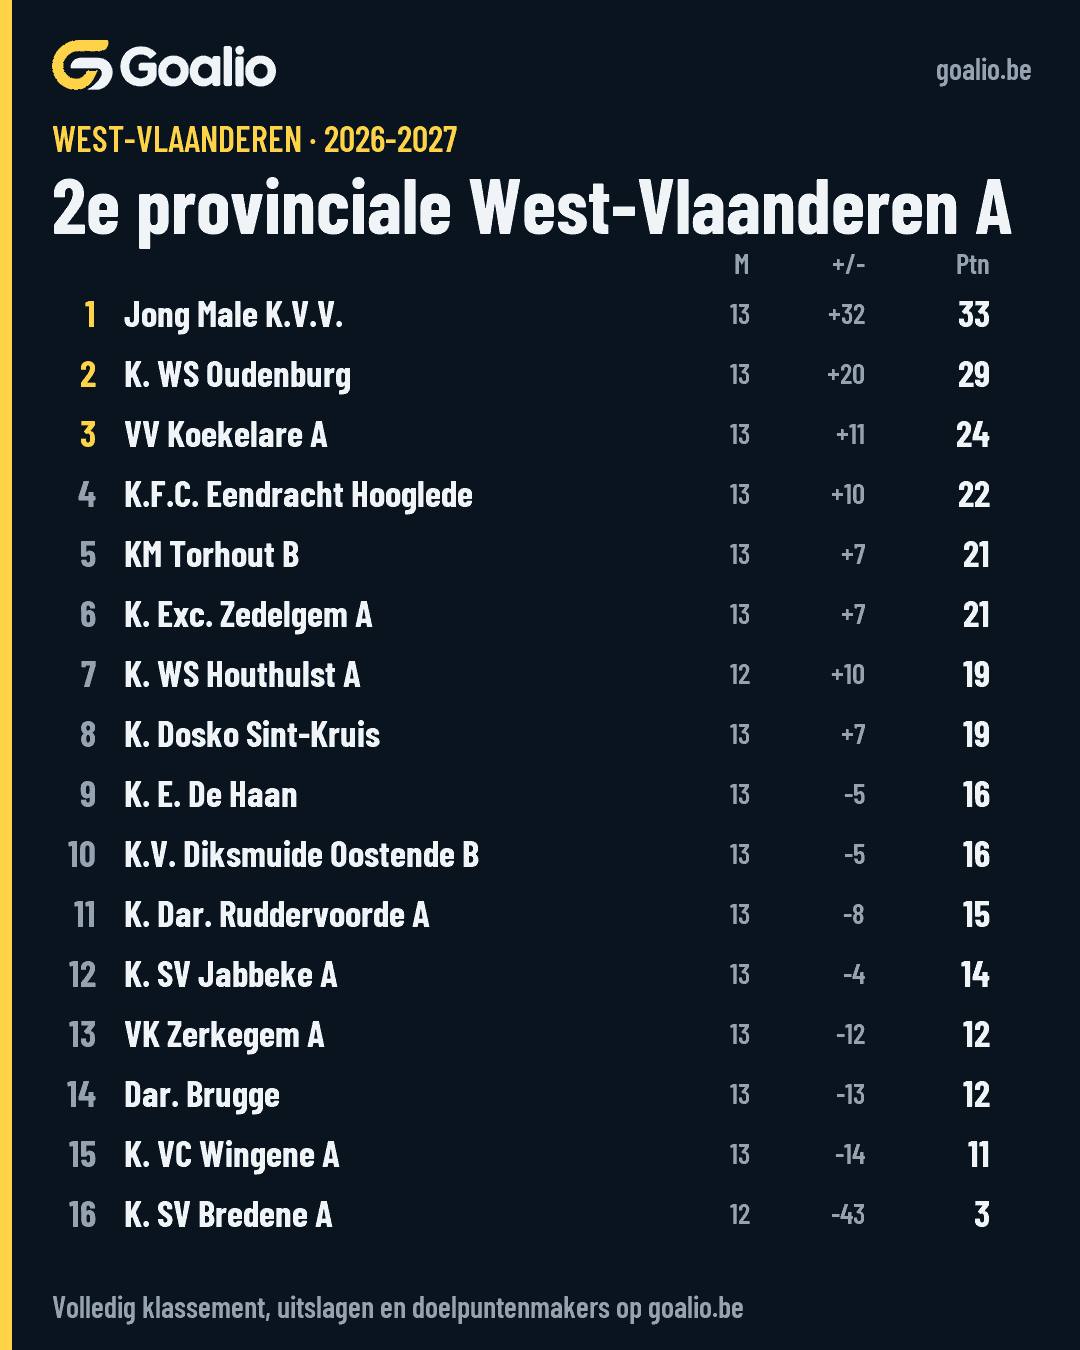 Goalio
goalio.be
WEST-VLAANDEREN · 2026-2027
2e provinciale West-Vlaanderen A
M +/- Ptn
1 Jong Male K.V.V. 13 +32 33
2 K. WS Oudenburg 13 +20 29
3 VV Koekelare A 13 +11 24
4 K.F.C. Eendracht Hooglede 13 +10 22
5 KM Torhout B 13 +7 21
6 K. Exc. Zedelgem A 13 +7 21
7 K. WS Houthulst A 12 +10 19
8 K. Dosko Sint-Kruis 13 +7 19
9 K. E. De Haan 13 -5 16
10 K.V. Diksmuide Oostende B 13 -5 16
11 K. Dar. Ruddervoorde A 13 -8 15
12 K. SV Jabbeke A 13 -4 14
13 VK Zerkegem A 13 -12 12
14 Dar. Brugge 13 -13 12
15 K. VC Wingene A 13 -14 11
16 K. SV Bredene A 12 -43 3
Volledig klassement, uitslagen en doelpuntenmakers op goalio.be